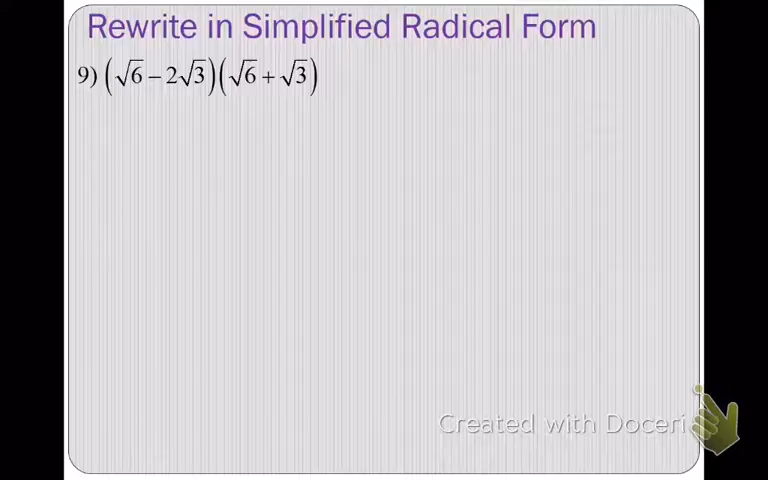 Rewrite in Simplified Radical Form
9) (√6 − 2√3)(√6 + √3)
Created with Doceri